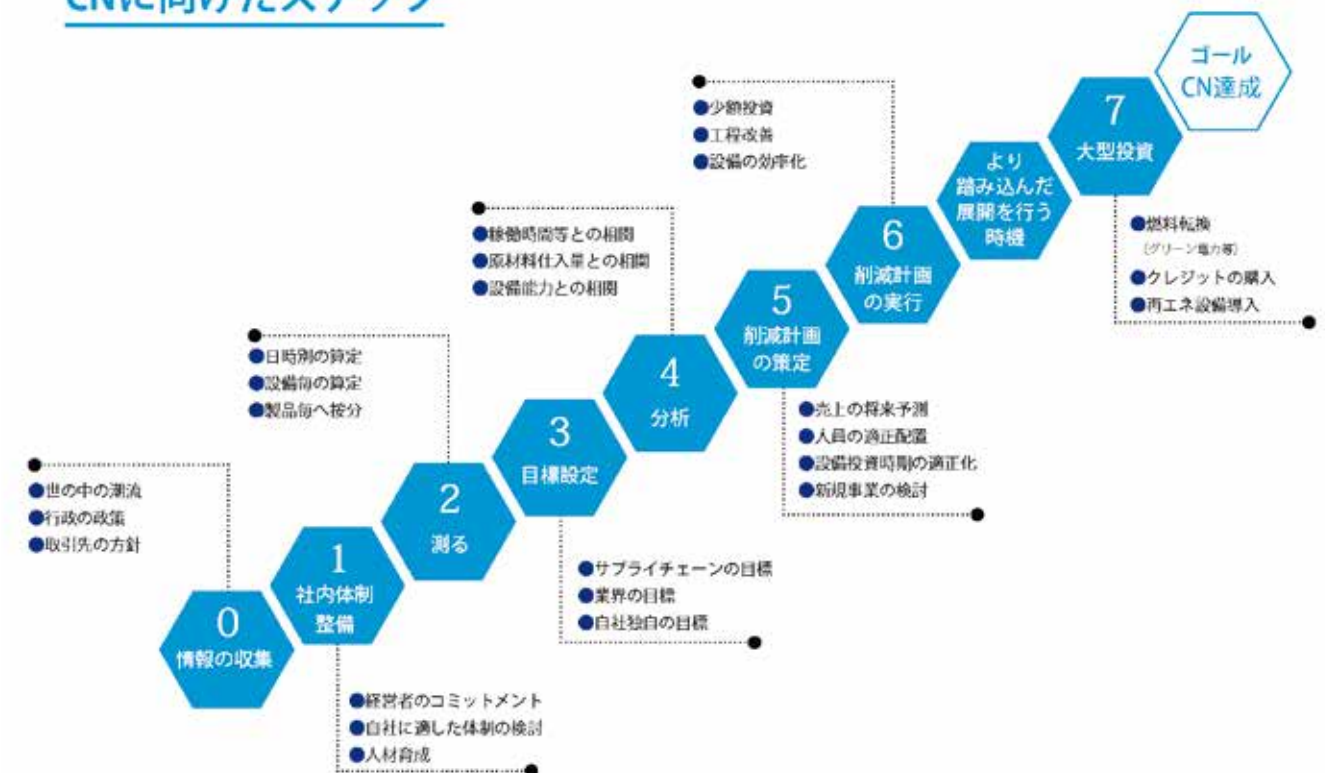 CNに向けたステップ
ゴール
CN達成
7
大型投資
●燃料転換
(グリーン電力等)
●クレジットの購入
●再エネ設備導入
より
踏み込んだ
展開を行う
時機
●少額投資
●工程改善
●設備の効率化
6
削減計画
の実行
5
削減計画
の策定
●売上の将来予測
●人員の適正配置
●設備投資時期の適正化
●新規事業の検討
●稼働時間等との相関
●原材料仕入量との相関
●設備能力との相関
4
分析
3
目標設定
●サプライチェーンの目標
●業界の目標
●自社独自の目標
●日時別の算定
●設備毎の算定
●製品毎へ按分
2
測る
1
社内体制
整備
●経営者のコミットメント
●自社に適した体制の検討
●人材育成
●世の中の潮流
●行政の政策
●取引先の方針
0
情報の収集